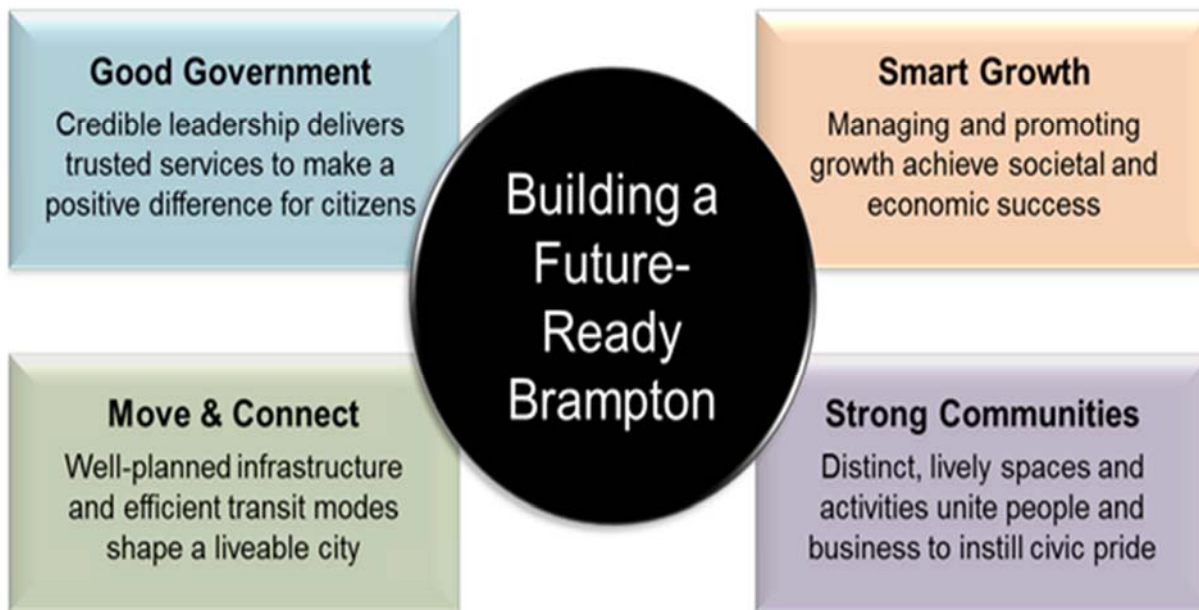 Good Government
Credible leadership delivers
trusted services to make a
positive difference for citizens
Smart Growth
Managing and promoting
growth achieve societal and
economic success
Building a
Future-
Ready
Brampton
Move & Connect
Well-planned infrastructure
and efficient transit modes
shape a liveable city
Strong Communities
Distinct, lively spaces and
activities unite people and
business to instill civic pride